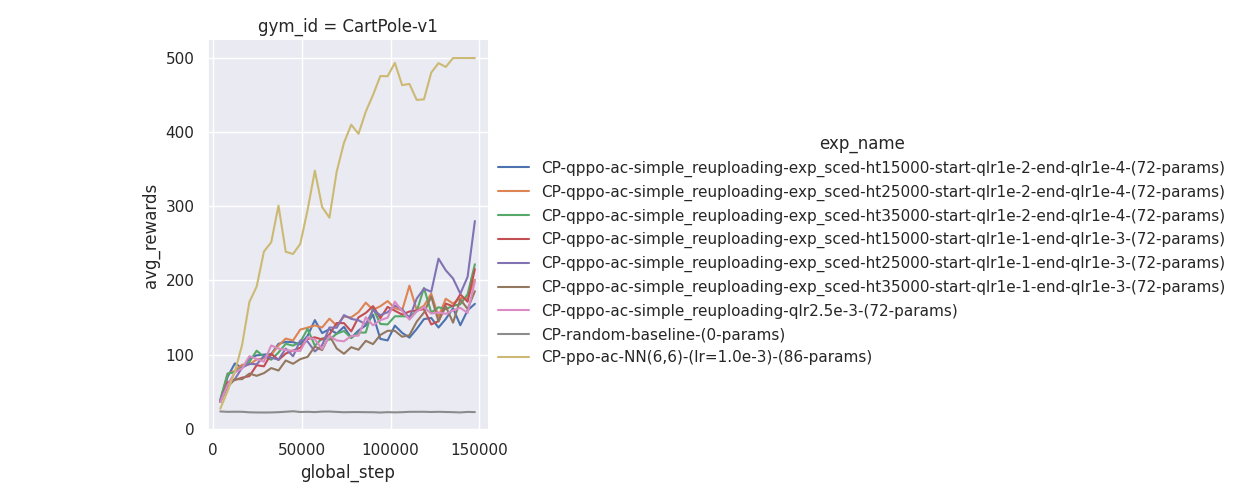 gym_id = CartPole-v1
500
400
300
200
100
0
avg_rewards
0
50000
100000
150000
global_step
exp_name
CP-qppo-ac-simple_reuploading-exp_sced-ht15000-start-qlr1e-2-end-qlr1e-4-(72-params)
CP-qppo-ac-simple_reuploading-exp_sced-ht25000-start-qlr1e-2-end-qlr1e-4-(72-params)
CP-qppo-ac-simple_reuploading-exp_sced-ht35000-start-qlr1e-2-end-qlr1e-4-(72-params)
CP-qppo-ac-simple_reuploading-exp_sced-ht15000-start-qlr1e-1-end-qlr1e-3-(72-params)
CP-qppo-ac-simple_reuploading-exp_sced-ht25000-start-qlr1e-1-end-qlr1e-3-(72-params)
CP-qppo-ac-simple_reuploading-exp_sced-ht35000-start-qlr1e-1-end-qlr1e-3-(72-params)
CP-qppo-ac-simple_reuploading-qlr2.5e-3-(72-params)
CP-random-baseline-(0-params)
CP-ppo-ac-NN(6,6)-(lr=1.0e-3)-(86-params)